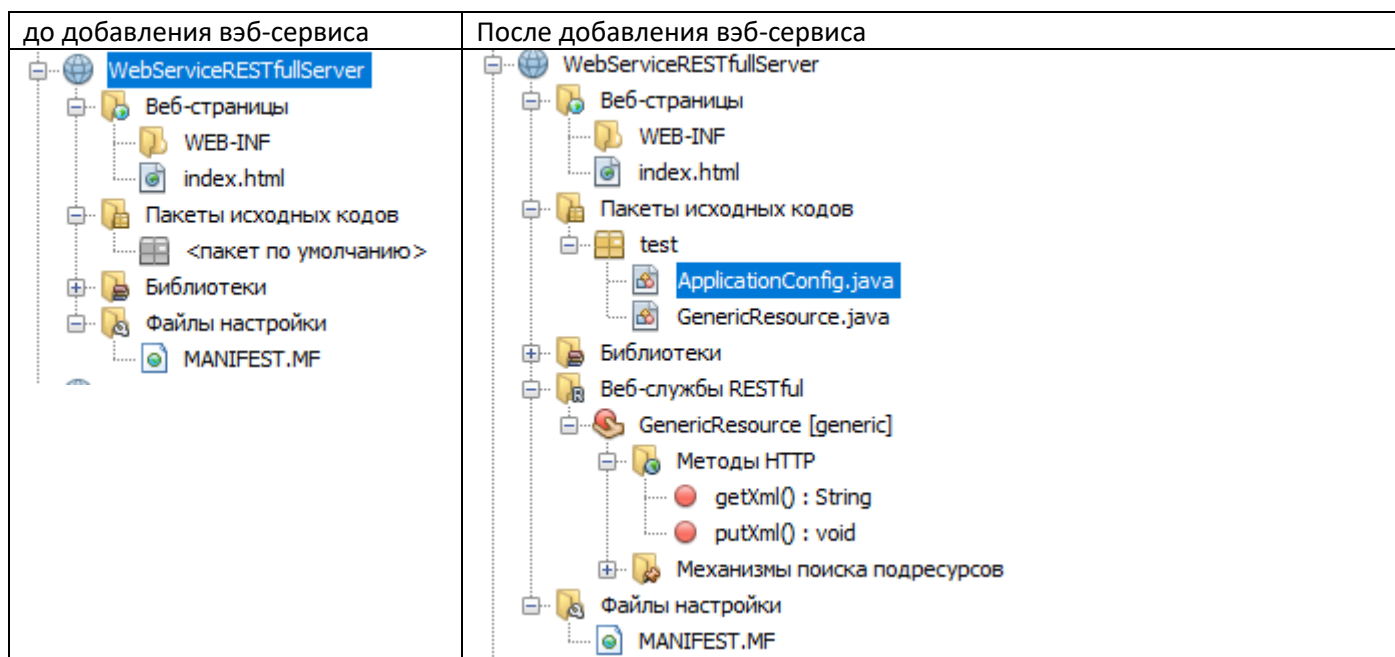 до добавления вэб-сервиса
WebServiceRESTfullServer
Веб-страницы
WEB-INF
index.html
Пакеты исходных кодов
<пакет по умолчанию>
Библиотеки
Файлы настройки
MANIFEST.MF
После добавления вэб-сервиса
WebServiceRESTfullServer
Веб-страницы
WEB-INF
index.html
Пакеты исходных кодов
test
ApplicationConfig.java
GenericResource.java
Библиотеки
Веб-службы RESTful
GenericResource [generic]
Методы HTTP
getXml() : String
putXml() : void
Механизмы поиска подресурсов
Файлы настройки
MANIFEST.MF